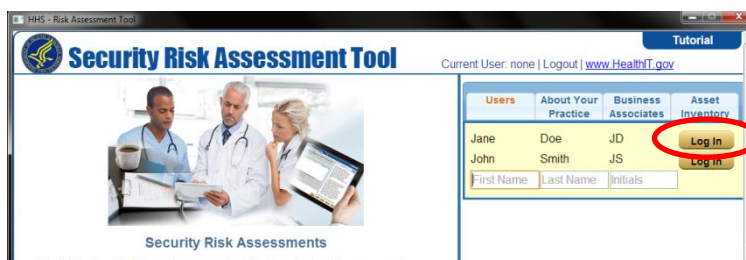 HHS - Risk Assessment Tool
Tutorial
Security Risk Assessment Tool
Current User: none | Logout | www.HealthIT.gov
Users About Your Practice Business Associates Asset Inventory
Jane Doe JD Log In
John Smith JS Log In
First Name Last Name Initials
Security Risk Assessments